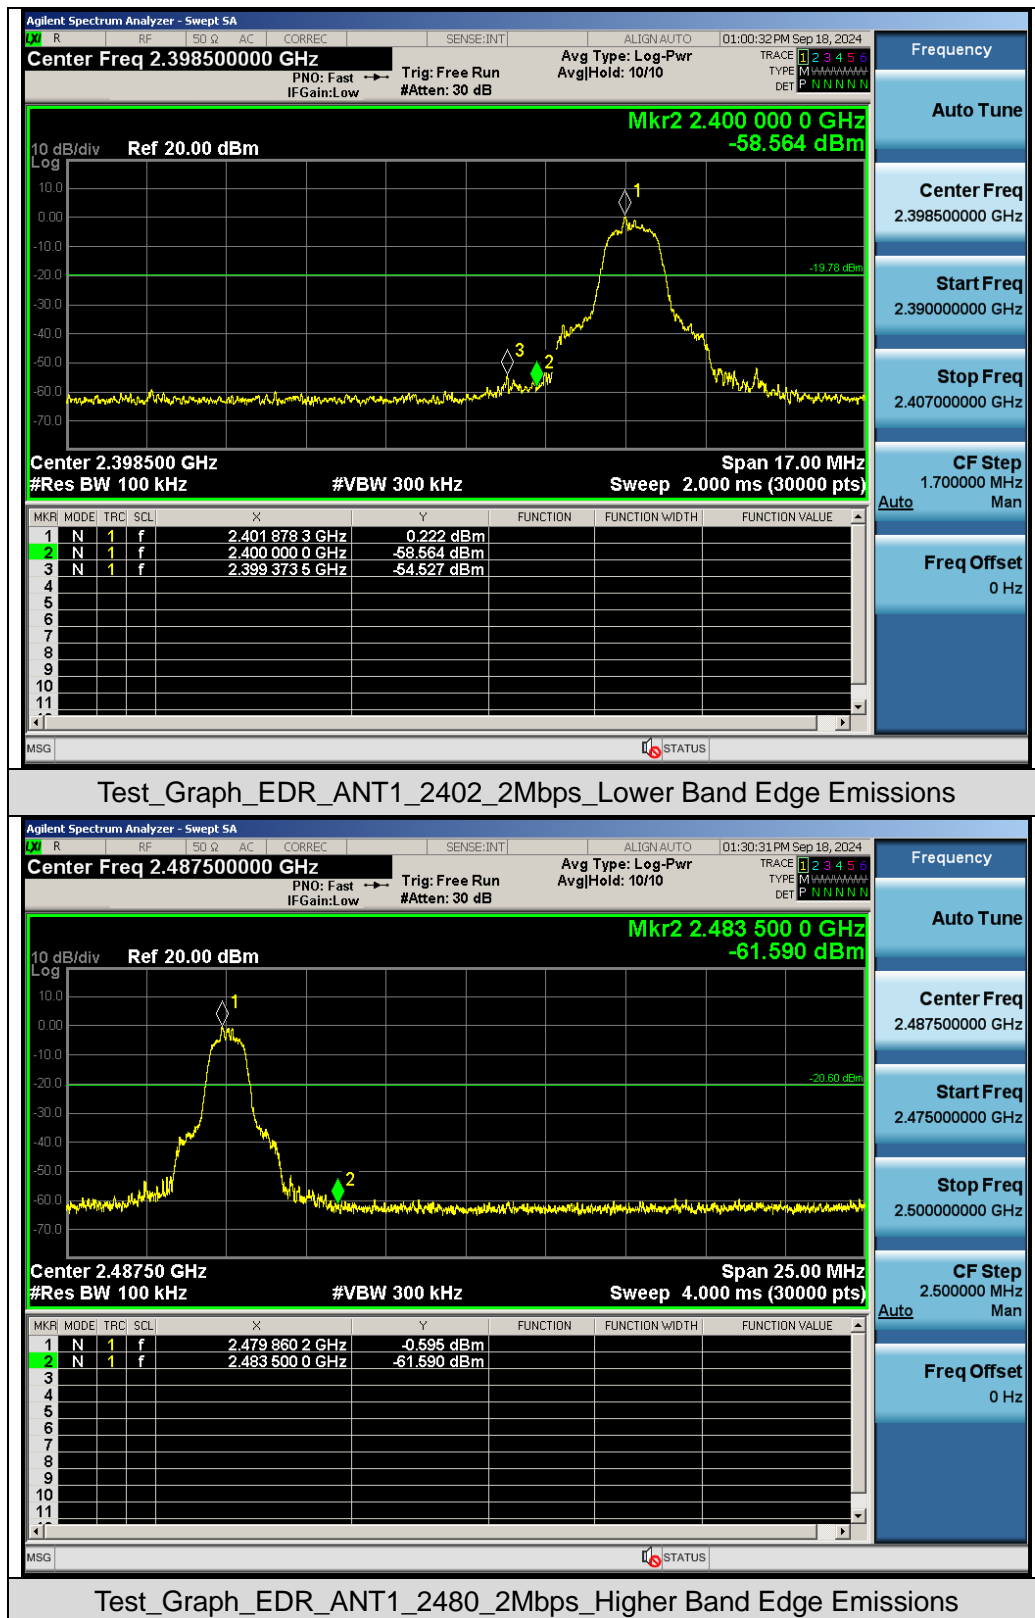 Agilent Spectrum Analyzer - Swept SA
LXI R RF 50 Ω AC CORREC SENSE:INT ALIGN AUTO 01:00:32 PM Sep 18, 2024
Center Freq 2.398500000 GHz
PNO: Fast
IFGain:Low
Trig: Free Run
#Atten: 30 dB
Avg Type: Log-Pwr
Avg|Hold: 10/10
TRACE 1 2 3 4 5 6
TYPE M WWWWW
DET P N N N N N
Mkr2 2.400 000 0 GHz
-58.564 dBm
10 dB/div Ref 20.00 dBm
Log
10.0
0.00
-10.0
-20.0
-30.0
-40.0
-50.0
-60.0
-70.0
1
-19.78 dBm
3
2
Center 2.398500 GHz Span 17.00 MHz
#Res BW 100 kHz #VBW 300 kHz Sweep 2.000 ms (30000 pts)
MKR MODE TRC SCL X Y FUNCTION FUNCTION WIDTH FUNCTION VALUE
1 N 1 f 2.401 878 3 GHz 0.222 dBm
2 N 1 f 2.400 000 0 GHz -58.564 dBm
3 N 1 f 2.399 373 5 GHz -54.527 dBm
4
5
6
7
8
9
10
11
MSG STATUS
Frequency
Auto Tune
Center Freq
2.398500000 GHz
Start Freq
2.390000000 GHz
Stop Freq
2.407000000 GHz
CF Step
1.700000 MHz
Auto Man
Freq Offset
0 Hz
Test_Graph_EDR_ANT1_2402_2Mbps_Lower Band Edge Emissions
Agilent Spectrum Analyzer - Swept SA
LXI R RF 50 Ω AC CORREC SENSE:INT ALIGN AUTO 01:30:31 PM Sep 18, 2024
Center Freq 2.487500000 GHz
PNO: Fast
IFGain:Low
Trig: Free Run
#Atten: 30 dB
Avg Type: Log-Pwr
Avg|Hold: 10/10
TRACE 1 2 3 4 5 6
TYPE M WWWWW
DET P N N N N N
Mkr2 2.483 500 0 GHz
-61.590 dBm
10 dB/div Ref 20.00 dBm
Log
10.0
0.00
-10.0
-20.0
-30.0
-40.0
-50.0
-60.0
-70.0
1
-20.60 dBm
2
Center 2.48750 GHz Span 25.00 MHz
#Res BW 100 kHz #VBW 300 kHz Sweep 4.000 ms (30000 pts)
MKR MODE TRC SCL X Y FUNCTION FUNCTION WIDTH FUNCTION VALUE
1 N 1 f 2.479 860 2 GHz -0.595 dBm
2 N 1 f 2.483 500 0 GHz -61.590 dBm
3
4
5
6
7
8
9
10
11
MSG STATUS
Frequency
Auto Tune
Center Freq
2.487500000 GHz
Start Freq
2.475000000 GHz
Stop Freq
2.500000000 GHz
CF Step
2.500000 MHz
Auto Man
Freq Offset
0 Hz
Test_Graph_EDR_ANT1_2480_2Mbps_Higher Band Edge Emissions